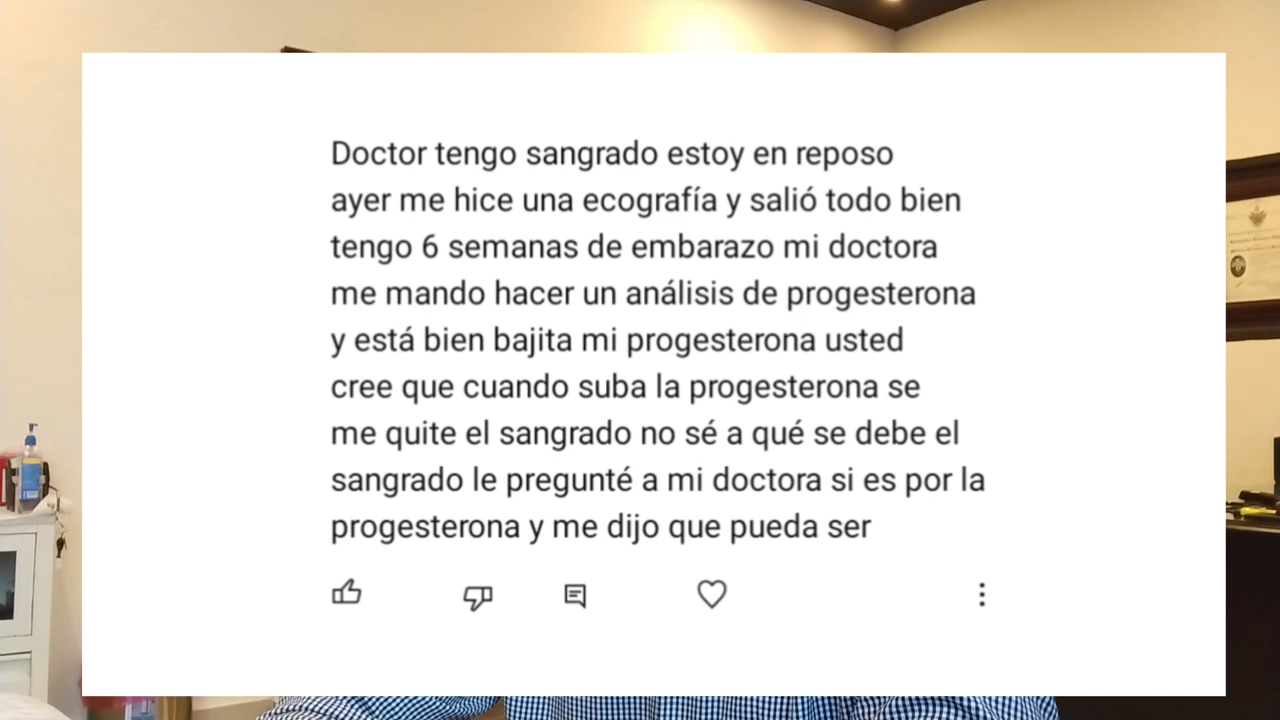 Doctor tengo sangrado estoy en reposo
ayer me hice una ecografía y salió todo bien
tengo 6 semanas de embarazo mi doctora
me mando hacer un análisis de progesterona
y está bien bajita mi progesterona usted
cree que cuando suba la progesterona se
me quite el sangrado no sé a qué se debe el
sangrado le pregunté a mi doctora si es por la
progesterona y me dijo que pueda ser